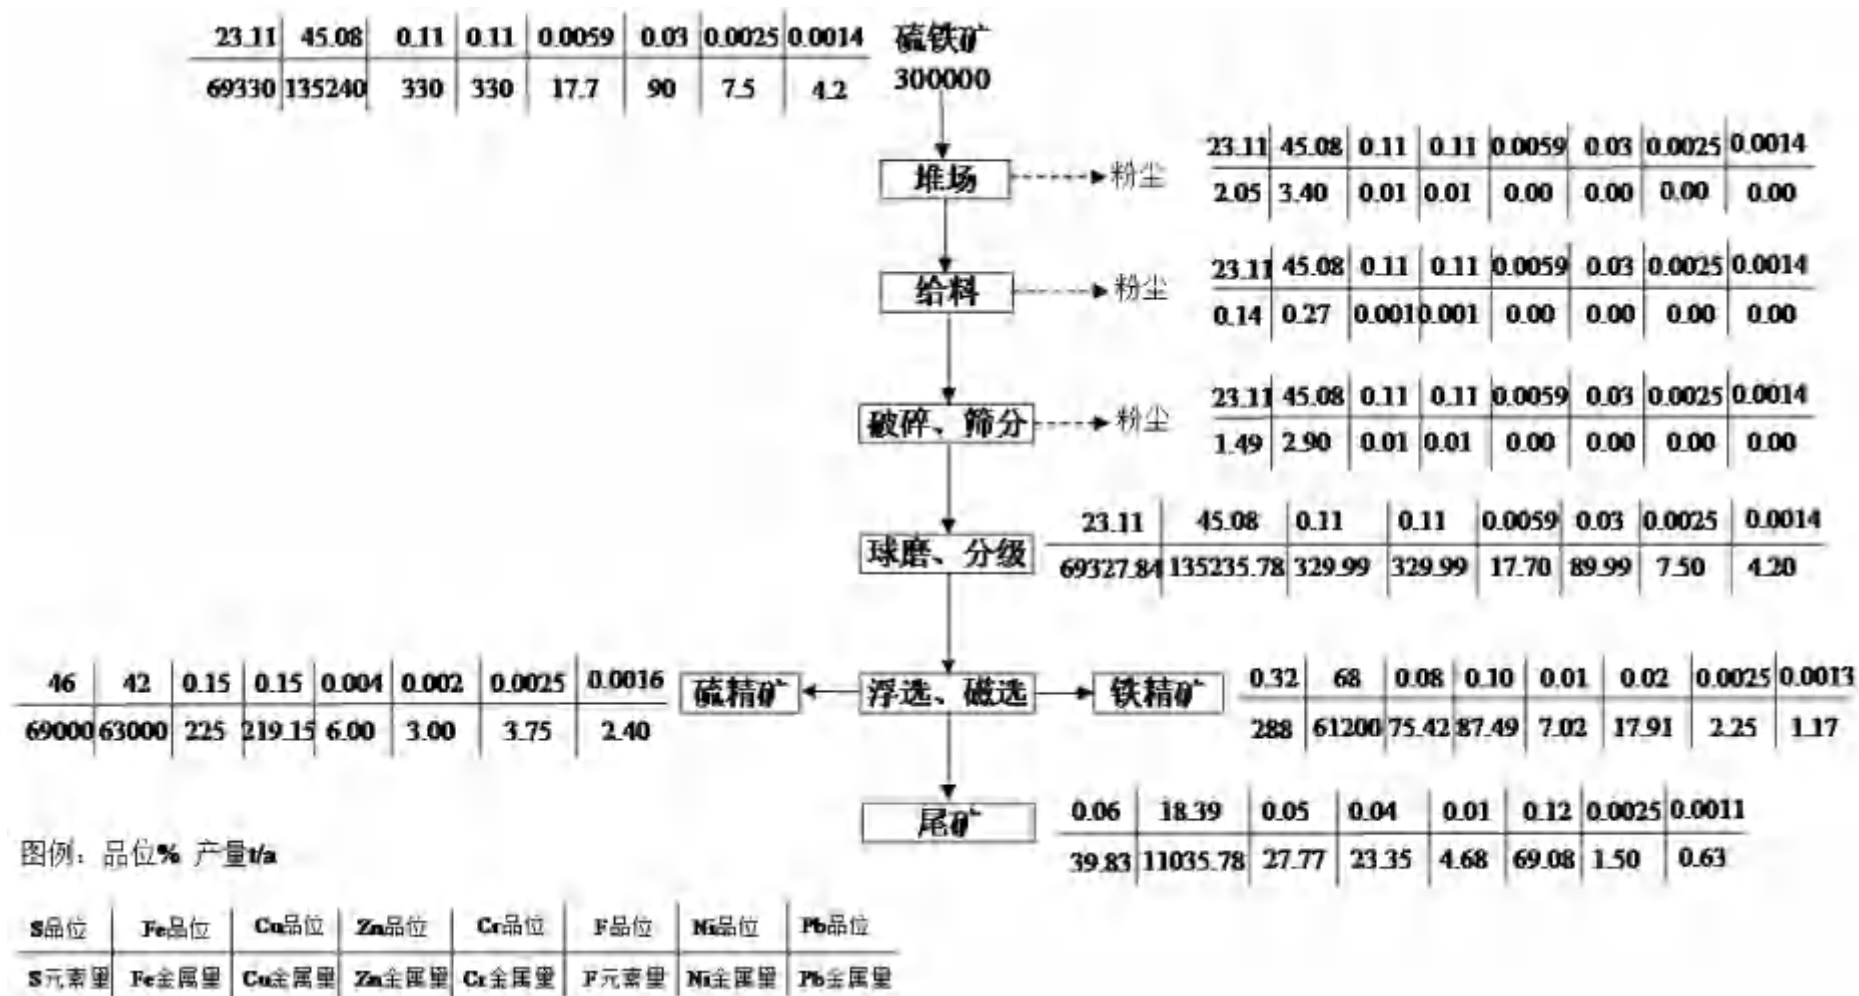 23.11 45.08 0.11 0.11 0.0059 0.03 0.0025 0.0014 硫铁矿
69330 135240 330 330 17.7 90 7.5 4.2 300000
23.11 45.08 0.11 0.11 0.0059 0.03 0.0025 0.0014
堆场 粉尘
2.05 3.40 0.01 0.01 0.00 0.00 0.00 0.00
23.11 45.08 0.11 0.11 0.0059 0.03 0.0025 0.0014
给料 粉尘
0.14 0.27 0.001 0.001 0.00 0.00 0.00 0.00
23.11 45.08 0.11 0.11 0.0059 0.03 0.0025 0.0014
破碎、筛分 粉尘
1.49 2.90 0.01 0.01 0.00 0.00 0.00 0.00
23.11 45.08 0.11 0.11 0.0059 0.03 0.0025 0.0014
球磨、分级
69327.84 135235.78 329.99 329.99 17.70 89.99 7.50 4.20
46 42 0.15 0.15 0.004 0.002 0.0025 0.0016
69000 63000 225 219.15 6.00 3.00 3.75 2.40
硫精矿 浮选、磁选 铁精矿
0.32 68 0.08 0.10 0.01 0.02 0.0025 0.0013
288 61200 75.42 87.49 7.02 17.91 2.25 1.17
尾矿
0.06 18.39 0.05 0.04 0.01 0.12 0.0025 0.0011
39.83 11035.78 27.77 23.35 4.68 69.08 1.50 0.63
图例：品位% 产量t/a
S品位 Fe品位 Cu品位 Zn品位 Cr品位 F品位 Ni品位 Pb品位
S元素量 Fe金属量 Cu金属量 Zn金属量 Cr金属量 F元素量 Ni金属量 Pb金属量